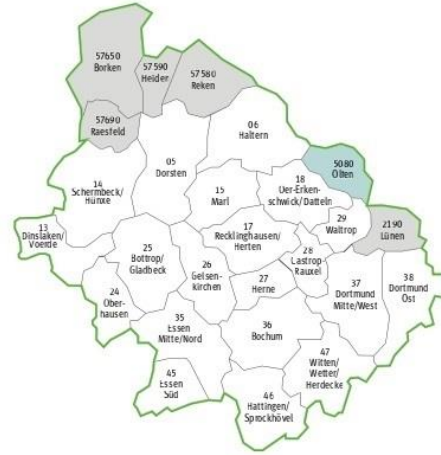 57650
Borken
57590
Heider
57580
Reken
57690
Raesfeld
06
Haltern
5080
Olten
05
Dorsten
14
Schermbeck/
Hünxe
15
Marl
18
Oer-Erken-
schwick/Datteln
29
Waltrop
2190
Lünen
13
Dinslaken/
Voerde
17
Recklinghausen/
Herten
25
Bottrop/
Gladbeck
26
Gelsen-
kirchen
28
Lastrop-
Rauxel
27
Herne
24
Ober-
hausen
37
Dortmund
Mitte/West
38
Dortmund
Ost
35
Essen
Mitte/Nord
36
Bochum
47
Witten/
Wetter/
Herdecke
45
Essen
Süd
46
Hattingen/
Sprockhövel